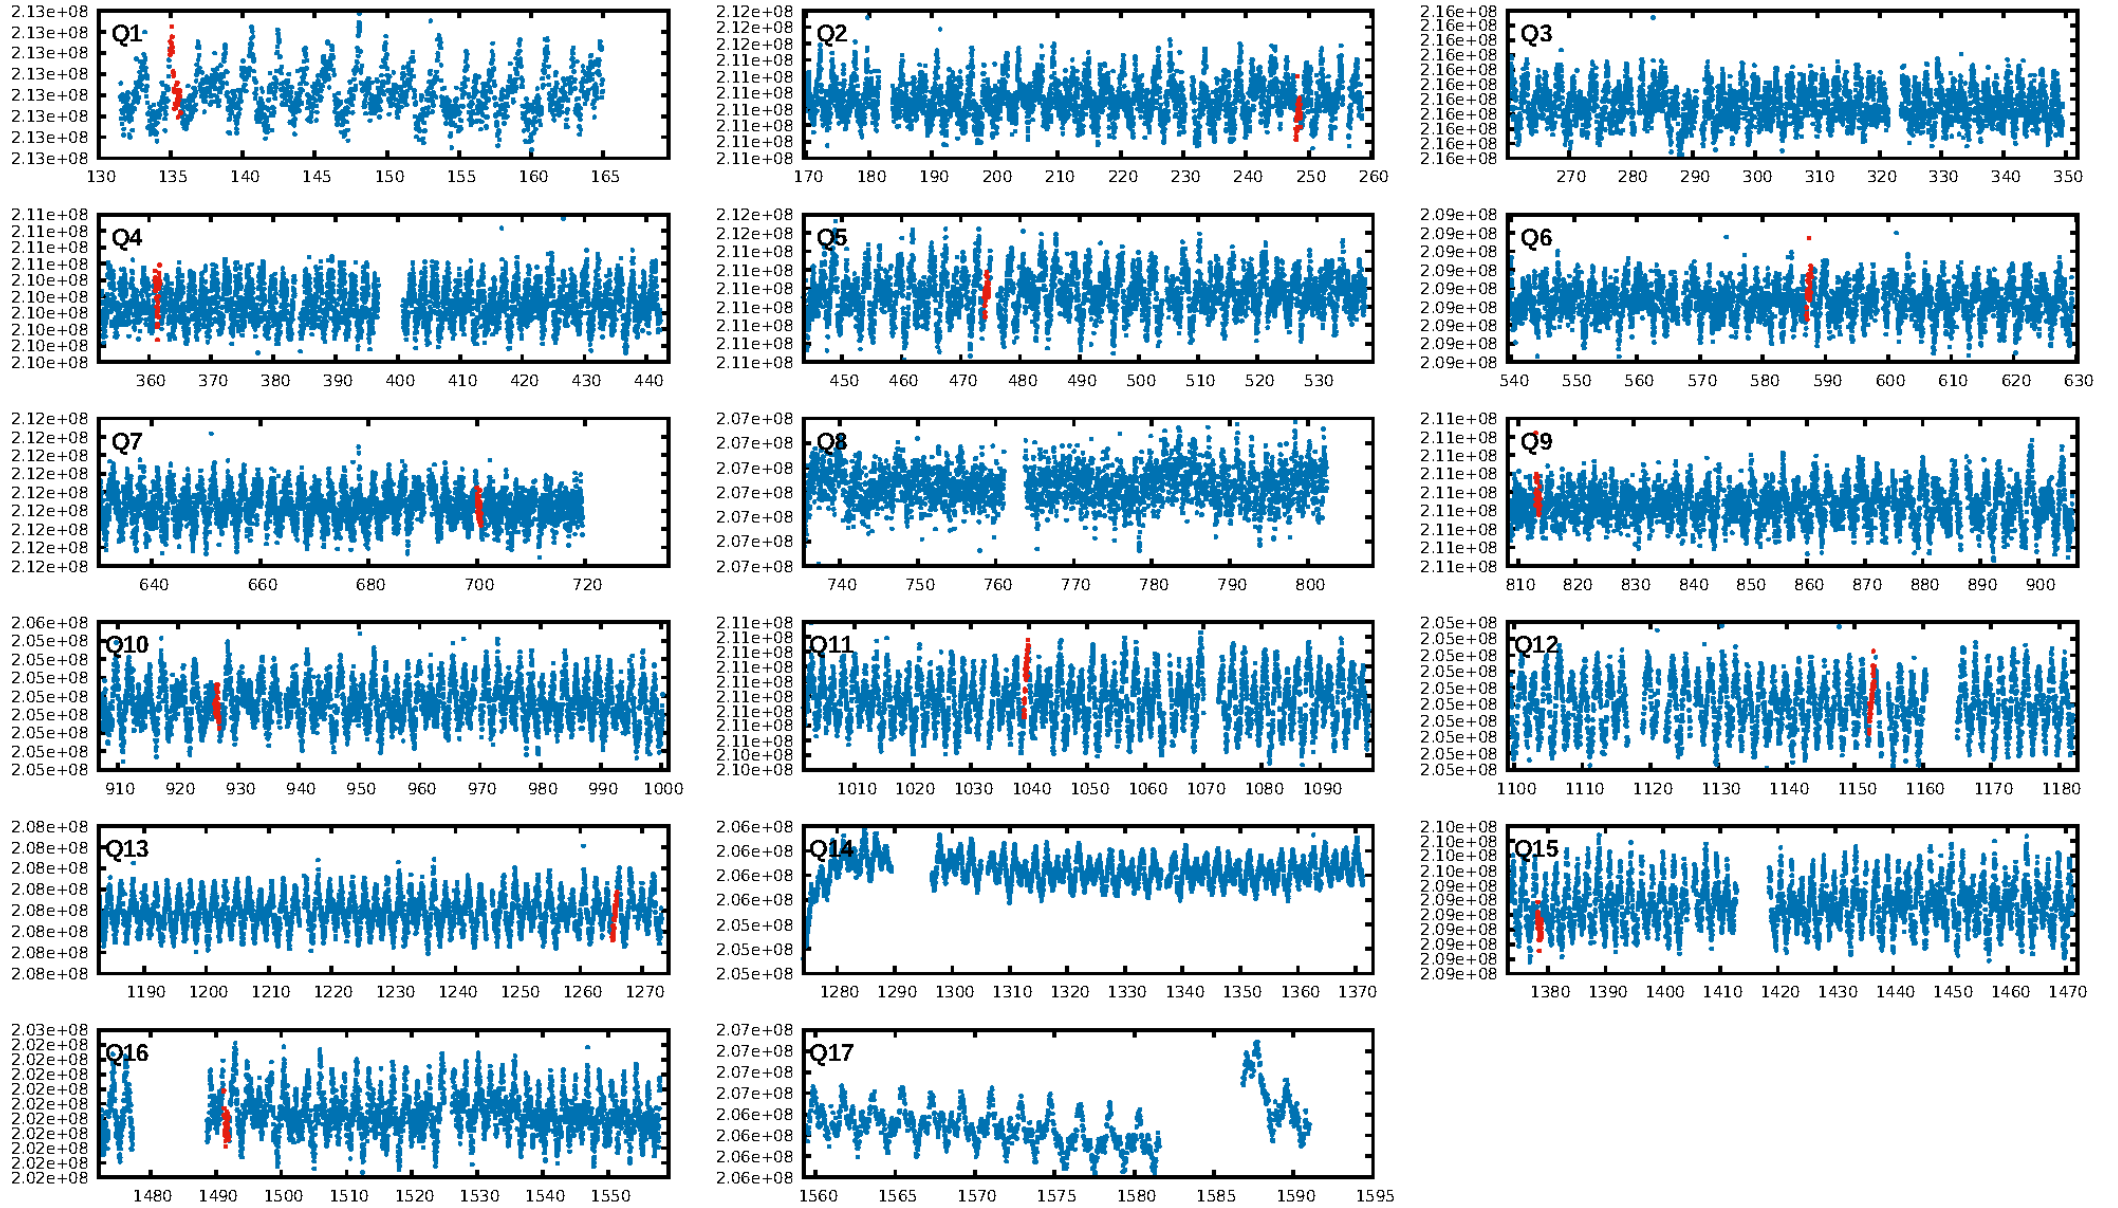 2.13e+08
2.13e+08
2.13e+08
2.13e+08
2.13e+08
2.13e+08
2.13e+08
2.13e+08
Q1
130 135 140 145 150 155 160 165
2.12e+08
2.12e+08
2.12e+08
2.12e+08
2.11e+08
2.11e+08
2.11e+08
2.11e+08
2.11e+08
2.11e+08
Q2
170 180 190 200 210 220 230 240 250 260
2.16e+08
2.16e+08
2.16e+08
2.16e+08
2.16e+08
2.16e+08
2.16e+08
2.16e+08
2.16e+08
2.16e+08
2.16e+08
Q3
270 280 290 300 310 320 330 340 350
2.11e+08
2.11e+08
2.11e+08
2.11e+08
2.10e+08
2.10e+08
2.10e+08
2.10e+08
2.10e+08
2.10e+08
Q4
360 370 380 390 400 410 420 430 440
2.12e+08
2.12e+08
2.11e+08
2.11e+08
2.11e+08
2.11e+08
2.11e+08
2.11e+08
2.11e+08
Q5
450 460 470 480 490 500 510 520 530
2.09e+08
2.09e+08
2.09e+08
2.09e+08
2.09e+08
2.09e+08
2.09e+08
2.09e+08
2.09e+08
Q6
540 550 560 570 580 590 600 610 620 630
2.12e+08
2.12e+08
2.12e+08
2.12e+08
2.12e+08
2.12e+08
2.12e+08
2.12e+08
2.12e+08
Q7
640 660 680 700 720
2.07e+08
2.07e+08
2.07e+08
2.07e+08
2.07e+08
2.07e+08
2.07e+08
Q8
740 750 760 770 780 790 800
2.11e+08
2.11e+08
2.11e+08
2.11e+08
2.11e+08
2.11e+08
2.11e+08
2.11e+08
2.11e+08
Q9
810 820 830 840 850 860 870 880 890 900
2.06e+08
2.05e+08
2.05e+08
2.05e+08
2.05e+08
2.05e+08
2.05e+08
2.05e+08
2.05e+08
Q10
910 920 930 940 950 960 970 980 990 1000
2.11e+08
2.11e+08
2.11e+08
2.11e+08
2.11e+08
2.11e+08
2.11e+08
2.11e+08
2.11e+08
2.10e+08
2.10e+08
Q11
1010 1020 1030 1040 1050 1060 1070 1080 1090
2.05e+08
2.05e+08
2.05e+08
2.05e+08
2.05e+08
2.05e+08
2.05e+08
2.05e+08
2.05e+08
2.05e+08
Q12
1100 1110 1120 1130 1140 1150 1160 1170 1180
2.08e+08
2.08e+08
2.08e+08
2.08e+08
2.08e+08
2.08e+08
2.08e+08
2.08e+08
Q13
1190 1200 1210 1220 1230 1240 1250 1260 1270
2.06e+08
2.06e+08
2.06e+08
2.06e+08
2.05e+08
2.05e+08
2.05e+08
Q14
1280 1290 1300 1310 1320 1330 1340 1350 1360 1370
2.10e+08
2.10e+08
2.10e+08
2.10e+08
2.09e+08
2.09e+08
2.09e+08
2.09e+08
2.09e+08
2.09e+08
2.09e+08
Q15
1380 1390 1400 1410 1420 1430 1440 1450 1460 1470
2.03e+08
2.02e+08
2.02e+08
2.02e+08
2.02e+08
2.02e+08
2.02e+08
2.02e+08
2.02e+08
2.02e+08
2.02e+08
Q16
1480 1490 1500 1510 1520 1530 1540 1550
2.07e+08
2.07e+08
2.07e+08
2.07e+08
2.06e+08
2.06e+08
2.06e+08
2.06e+08
Q17
1560 1565 1570 1575 1580 1585 1590 1595